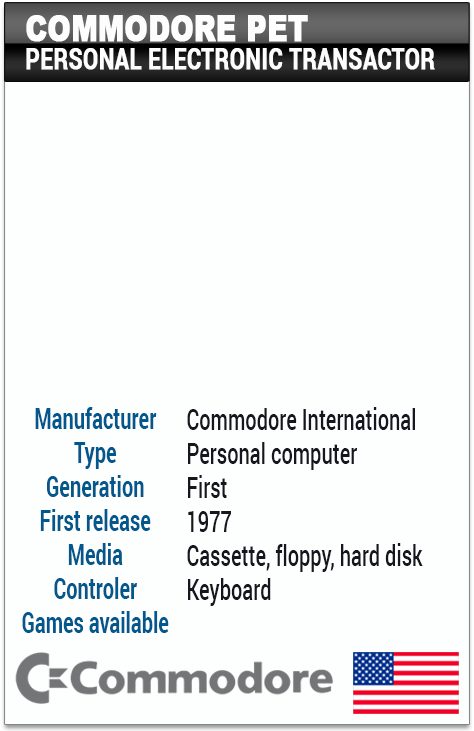 COMMODORE PET
PERSONAL ELECTRONIC TRANSACTOR
Manufacturer Commodore International
Type Personal computer
Generation First
First release 1977
Media Cassette, floppy, hard disk
Controler Keyboard
Games available
Commodore